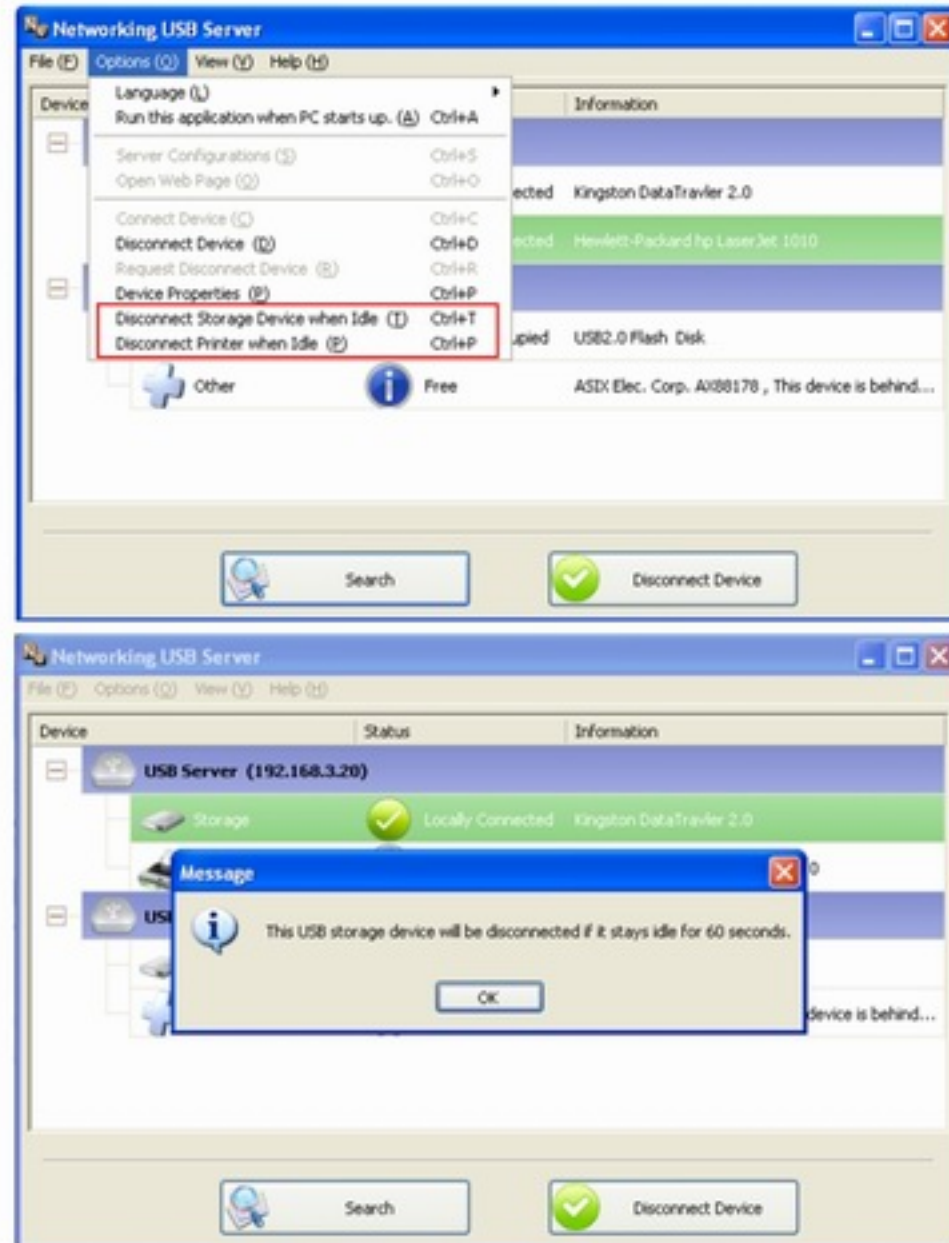 Networking USB Server
File (F) Options (O) View (V) Help (H)
Device Information
Language (L)
Run this application when PC starts up. (A) Ctrl+A
Server Configurations (S) Ctrl+S
Open Web Page (O) Ctrl+O
Connect Device (C) Ctrl+C
Disconnect Device (D) Ctrl+D
Request Disconnect Device (R) Ctrl+R
Device Properties (P) Ctrl+P
Disconnect Storage Device when Idle (T) Ctrl+T
Disconnect Printer when Idle (P) Ctrl+P
ected Kingston DataTravler 2.0
ected Hewlett-Packard hp LaserJet 1010
upied USB2.0 Flash Disk
Other Free ASIX Elec. Corp. AX88178 , This device is behind...
Search Disconnect Device
Networking USB Server
File (F) Options (O) View (V) Help (H)
Device Status Information
USB Server (192.168.3.20)
Storage Locally Connected Kingston DataTravler 2.0
0
Message
USB
This USB storage device will be disconnected if it stays idle for 60 seconds.
OK
device is behind...
Search Disconnect Device